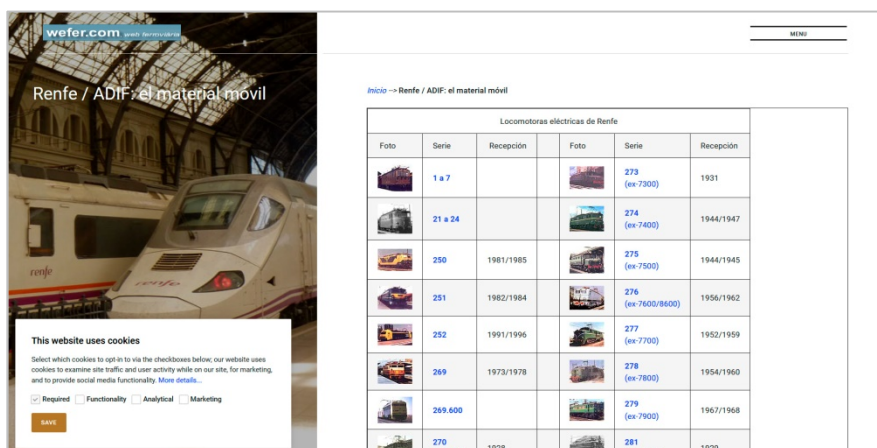 wefer.com web ferroviària
MENU
Renfe / ADIF: el material móvil
Inicio --> Renfe / ADIF: el material móvil
Locomotoras eléctricas de Renfe
Foto Serie Recepción Foto Serie Recepción
1 a 7 273 (ex-7300) 1931
21 a 24 274 (ex-7400) 1944/1947
250 1981/1985 275 (ex-7500) 1944/1945
251 1982/1984 276 (ex-7600/8600) 1956/1962
252 1991/1996 277 (ex-7700) 1952/1959
269 1973/1978 278 (ex-7800) 1954/1960
269.600 279 (ex-7900) 1967/1968
270 1928 281 1929
renfe
renfe
This website uses cookies
Select which cookies to opt-in to via the checkboxes below; our website uses
cookies to examine site traffic and user activity while on our site, for marketing,
and to provide social media functionality. More details...
Required Functionality Analytical Marketing
SAVE